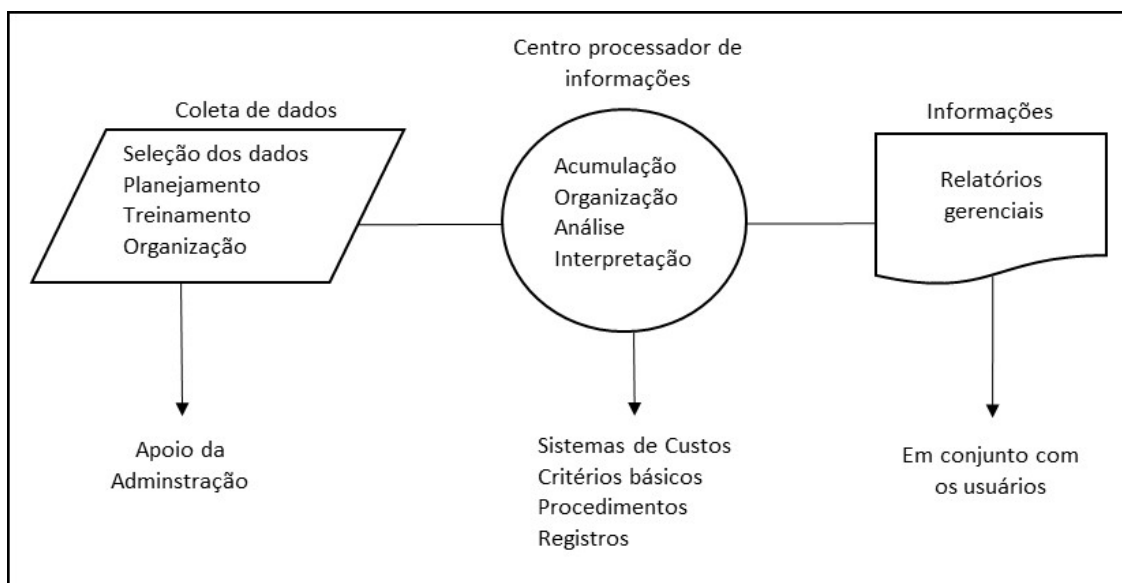 Coleta de dados
Seleção dos dados
Planejamento
Treinamento
Organização
Apoio da
Adminstração
Centro processador de
informações
Acumulação
Organização
Análise
Interpretação
Sistemas de Custos
Critérios básicos
Procedimentos
Registros
Informações
Relatórios
gerenciais
Em conjunto com
os usuários